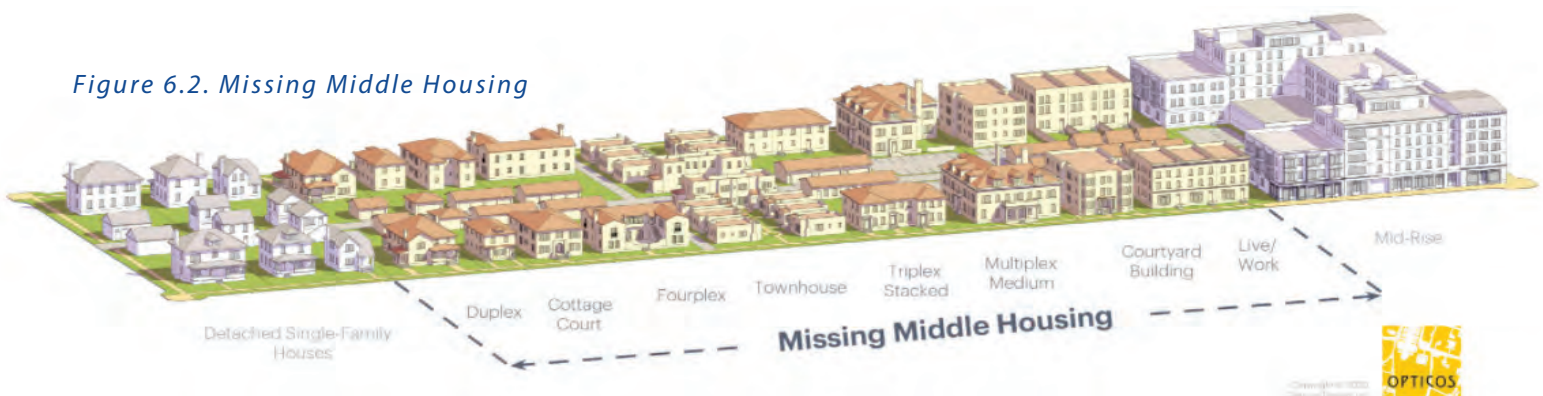 Figure 6.2. Missing Middle Housing
Detached Single-Family
Houses
Duplex
Cottage
Court
Fourplex
Townhouse
Triplex
Stacked
Multiplex
Medium
Courtyard
Building
Live/
Work
Mid-Rise
Missing Middle Housing
OPTICOS